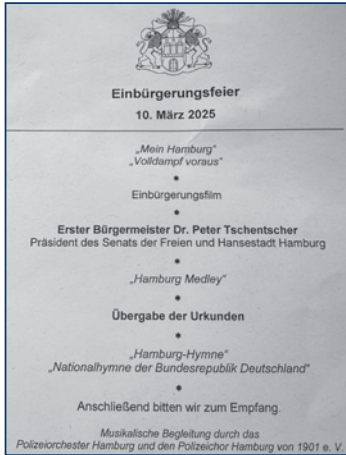 Einbürgerungsfeier
10. März 2025
„Mein Hamburg"
„Volldampf voraus"
Einbürgerungsfilm
Erster Bürgermeister Dr. Peter Tschentscher
Präsident des Senats der Freien und Hansestadt Hamburg
„Hamburg Medley"
Übergabe der Urkunden
„Hamburg-Hymne"
„Nationalhymne der Bundesrepublik Deutschland"
Anschließend bitten wir zum Empfang.
Musikalische Begleitung durch das
Polizeiorchester Hamburg und den Polizeichor Hamburg von 1901 e. V.